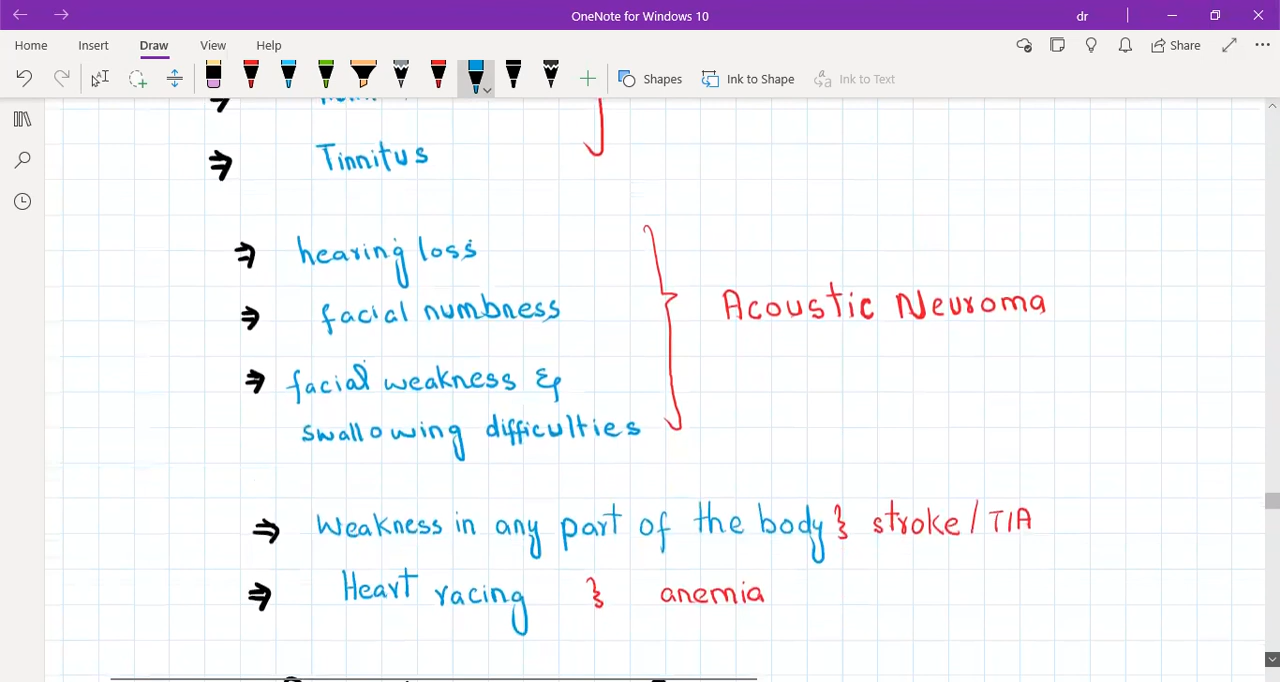 OneNote for Windows 10
dr
Home Insert Draw View Help
Share
Shapes Ink to Shape Ink to Text
⇒ Tinnitus
⇒ hearing loss
⇒ facial numbness
⇒ facial weakness &
swallowing difficulties
} Acoustic Neuroma
⇒ Weakness in any part of the body } stroke / TIA
⇒ Heart racing } anemia